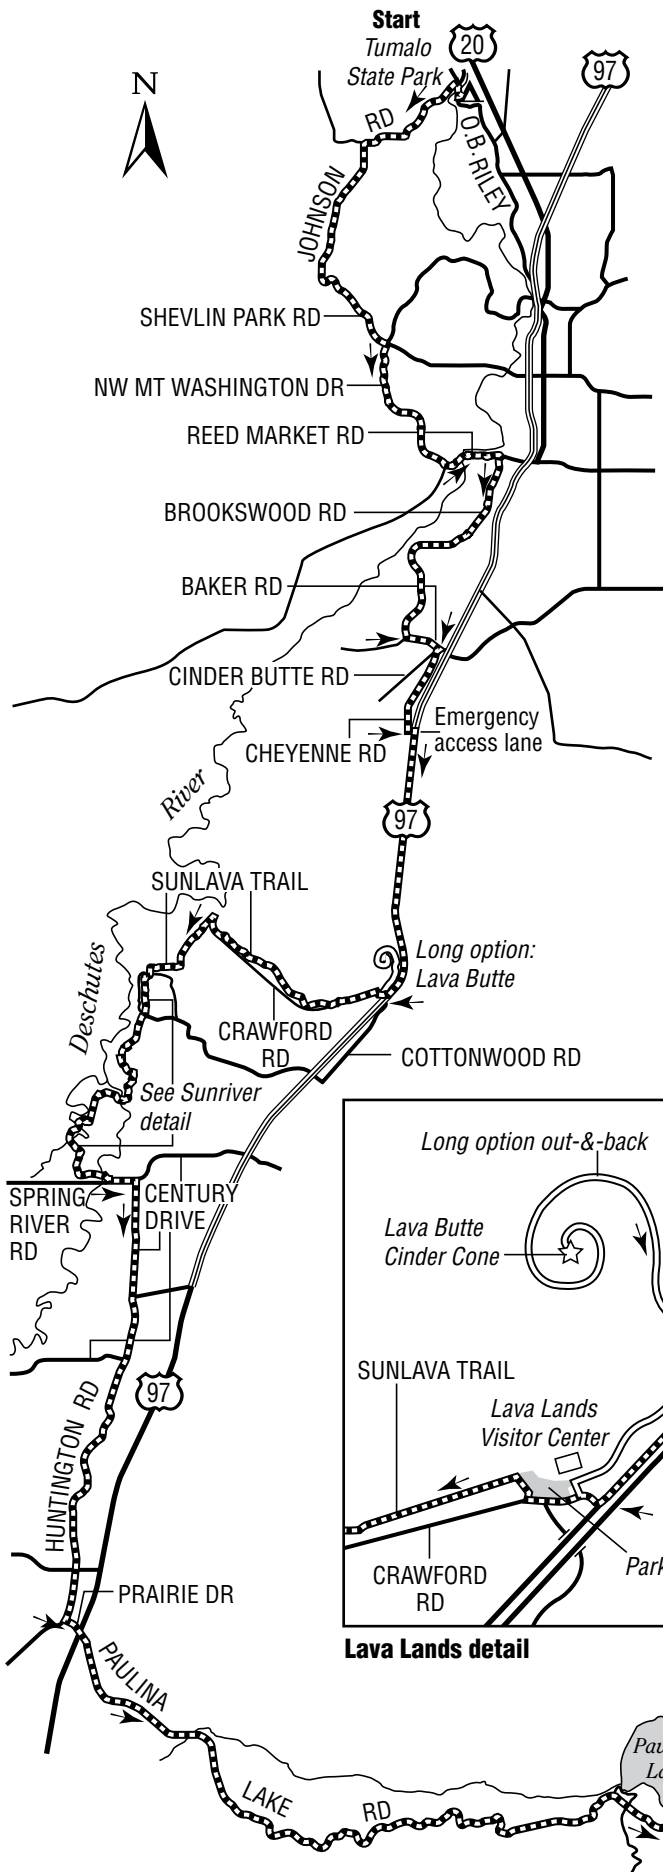 Start
Tumalo
State Park
20
97
N
RD
O.B. RILEY
JOHNSON
SHEVLIN PARK RD
NW MT WASHINGTON DR
REED MARKET RD
BROOKSWOOD RD
BAKER RD
CINDER BUTTE RD
Emergency
access lane
CHEYENNE RD
River
97
SUNLAVA TRAIL
Deschutes
Long option:
Lava Butte
CRAWFORD
RD
COTTONWOOD RD
See Sunriver
detail
SPRING
RIVER
RD
CENTURY
DRIVE
97
HUNTINGTON RD
PRAIRIE DR
PAULINA
LAKE
RD
Long option out-&-back
Lava Butte
Cinder Cone
SUNLAVA TRAIL
Lava Lands
Visitor Center
CRAWFORD
RD
Park
Lava Lands detail
Pau
La